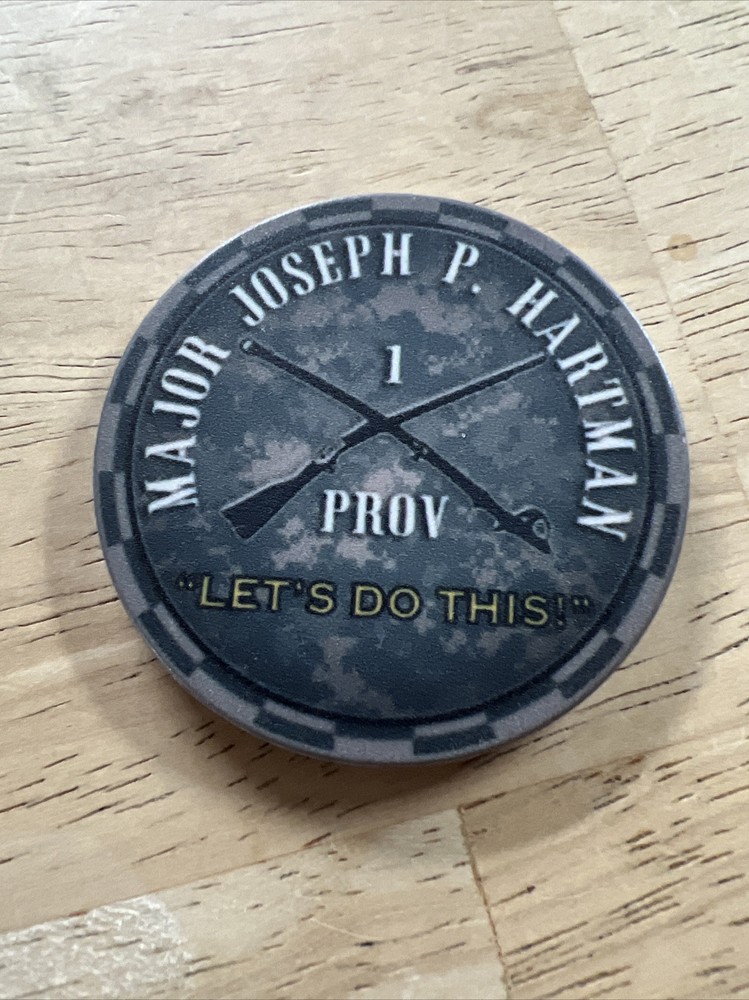 MAJOR JOSEPH P. HARTMAN
1
PROV
"LET'S DO THIS!"